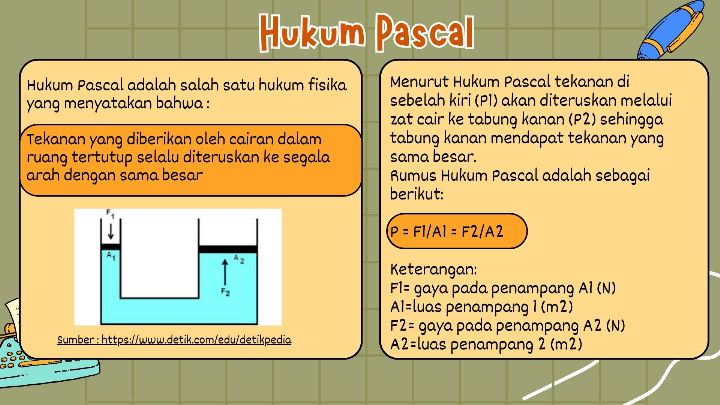 Hukum Pascal
Hukum Pascal adalah salah satu hukum fisika
yang menyatakan bahwa :
Tekanan yang diberikan oleh cairan dalam
ruang tertutup selalu diteruskan ke segala
arah dengan sama besar
F1
A1
A2
F2
Sumber : https://www.detik.com/edu/detikpedia
Menurut Hukum Pascal tekanan di
sebelah kiri (P1) akan diteruskan melalui
zat cair ke tabung kanan (P2) sehingga
tabung kanan mendapat tekanan yang
sama besar.
Rumus Hukum Pascal adalah sebagai
berikut:
P = F1/A1 = F2/A2
Keterangan:
F1= gaya pada penampang A1 (N)
A1=luas penampang 1 (m2)
F2= gaya pada penampang A2 (N)
A2=luas penampang 2 (m2)